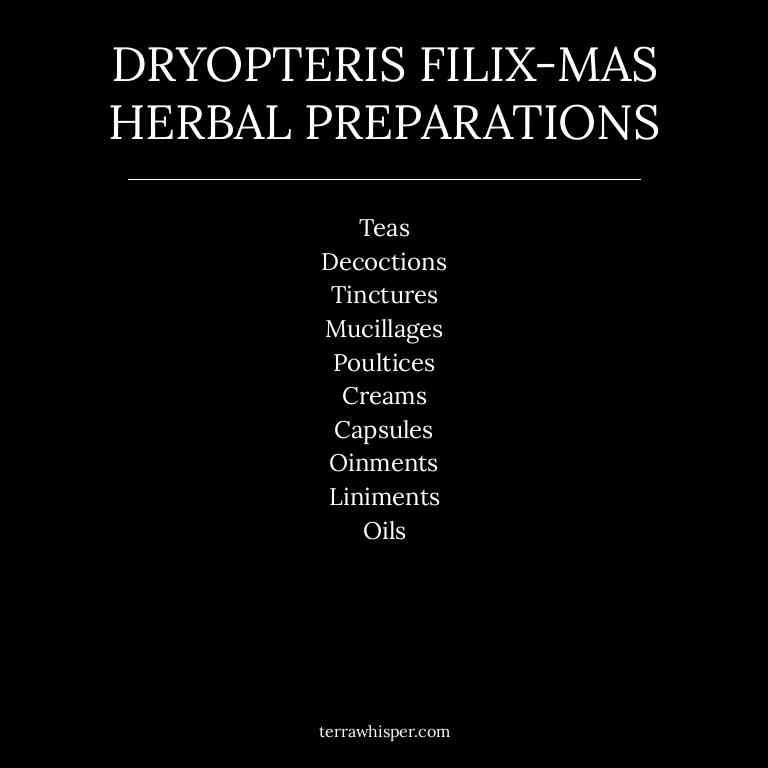 DRYOPTERIS FILIX-MAS
HERBAL PREPARATIONS
Teas
Decoctions
Tinctures
Mucillages
Poultices
Creams
Capsules
Oinments
Liniments
Oils
terrawhisper.com